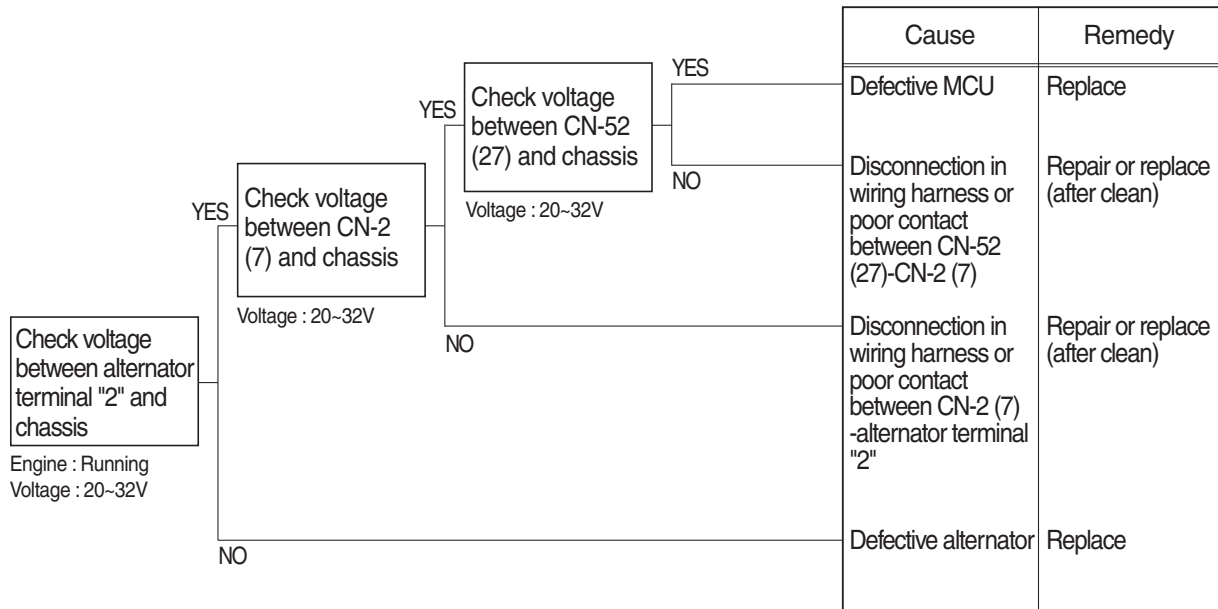 Cause
Remedy
YES
Defective MCU
Replace
YES
Check voltage
between CN-52
(27) and chassis
Voltage : 20~32V
NO
Disconnection in
wiring harness or
poor contact
between CN-52
(27)-CN-2 (7)
Repair or replace
(after clean)
YES
Check voltage
between CN-2
(7) and chassis
Voltage : 20~32V
NO
Disconnection in
wiring harness or
poor contact
between CN-2 (7)
-alternator terminal
"2"
Repair or replace
(after clean)
Check voltage
between alternator
terminal "2" and
chassis
Engine : Running
Voltage : 20~32V
NO
Defective alternator
Replace